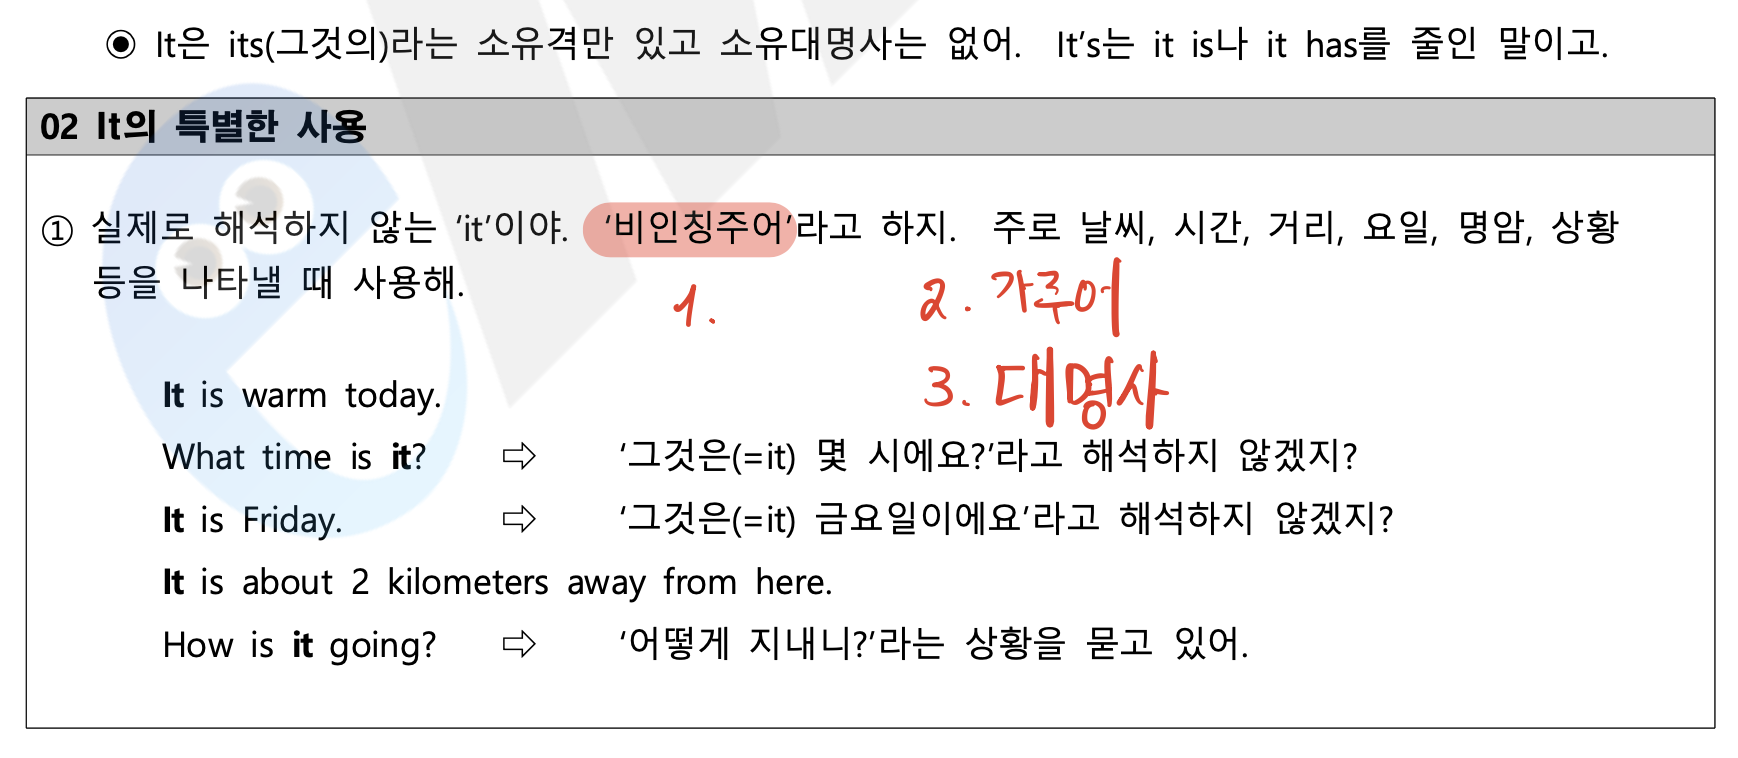 ◉ It은 its(그것의)라는 소유격만 있고 소유대명사는 없어. It's는 it is나 it has를 줄인 말이고.
02 It의 특별한 사용
① 실제로 해석하지 않는 ‘it’이야. ‘비인칭주어’라고 하지. 주로 날씨, 시간, 거리, 요일, 명암, 상황
등을 나타낼 때 사용해.
1. 2. 가주어
3. 대명사
It is warm today.
What time is it? ⇨ ‘그것은(=it) 몇 시에요?’라고 해석하지 않겠지?
It is Friday. ⇨ ‘그것은(=it) 금요일이에요’라고 해석하지 않겠지?
It is about 2 kilometers away from here.
How is it going? ⇨ ‘어떻게 지내니?’라는 상황을 묻고 있어.